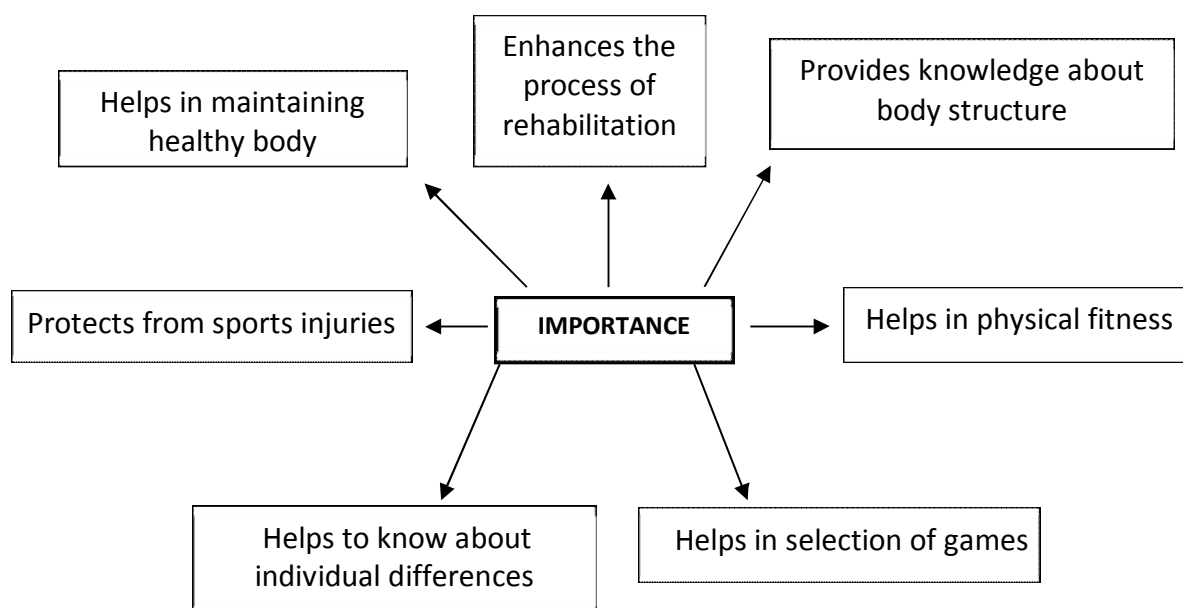 Enhances the
process of
rehabilitation
Provides knowledge about
body structure
Helps in maintaining
healthy body
Protects from sports injuries
IMPORTANCE
Helps in physical fitness
Helps to know about
individual differences
Helps in selection of games